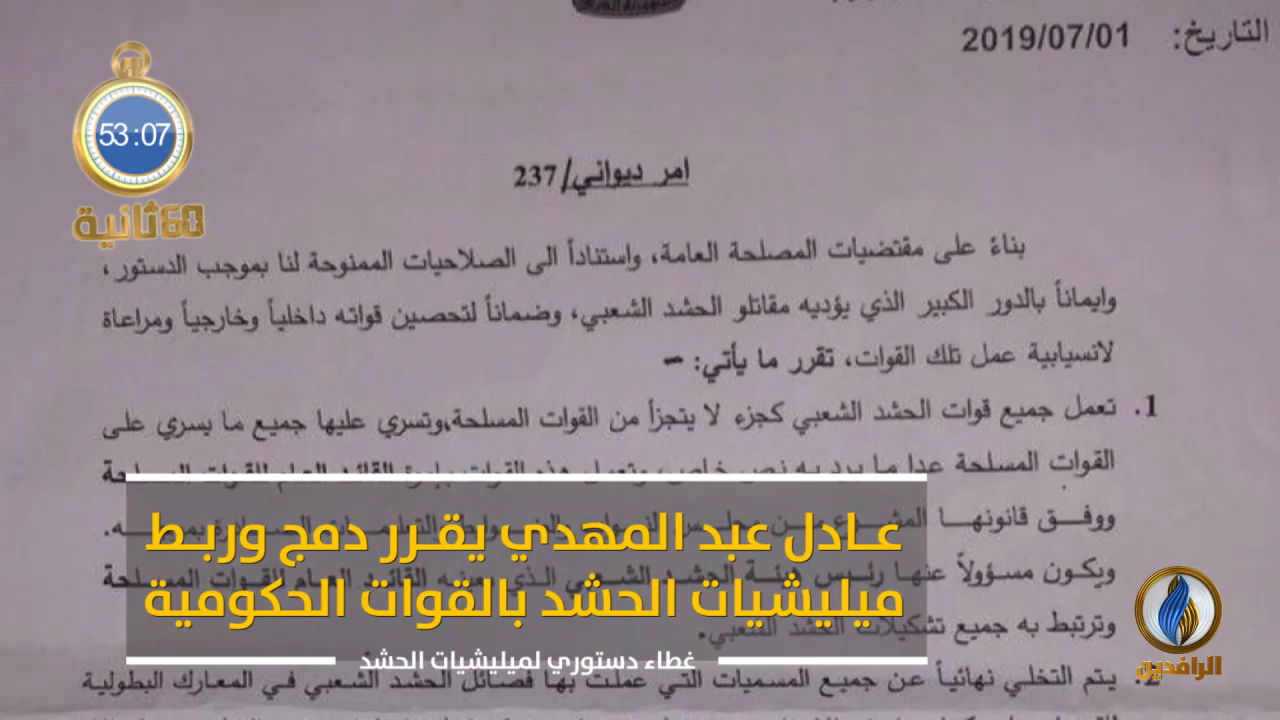 التاريخ: 2019/07/01
53:07
60ثانية
امر ديواني/237
بناءً على مقتضيات المصلحة العامة، واستناداً الى الصلاحيات الممنوحة لنا بموجب الدستور،
وايماناً بالدور الكبير الذي يؤديه مقاتلو الحشد الشعبي، وضماناً لتحصين قواته داخلياً وخارجياً ومراعاة
لانسيابية عمل تلك القوات، تقرر ما يأتي: –
1. تعمل جميع قوات الحشد الشعبي كجزء لا يتجزأ من القوات المسلحة،وتسري عليها جميع ما يسري على
القوات المسلحة عدا ما يرد به نص خاص
ووفق قانونها
ويكون مسؤولاً عنها رئيس هيئة الحشد الشعبي الذي يعينه القائد العام للقوات المسلحة
وترتبط به جميع تشكيلات الحشد الشعبي.
عادل عبد المهدي يقرر دمج وربط
ميليشيات الحشد بالقوات الحكومية
غطاء دستوري لميليشيات الحشد
2. يتم التخلي نهائياً عن جميع المسميات التي عملت بها فصائل الحشد الشعبي في المعارك البطولية
الرافدين